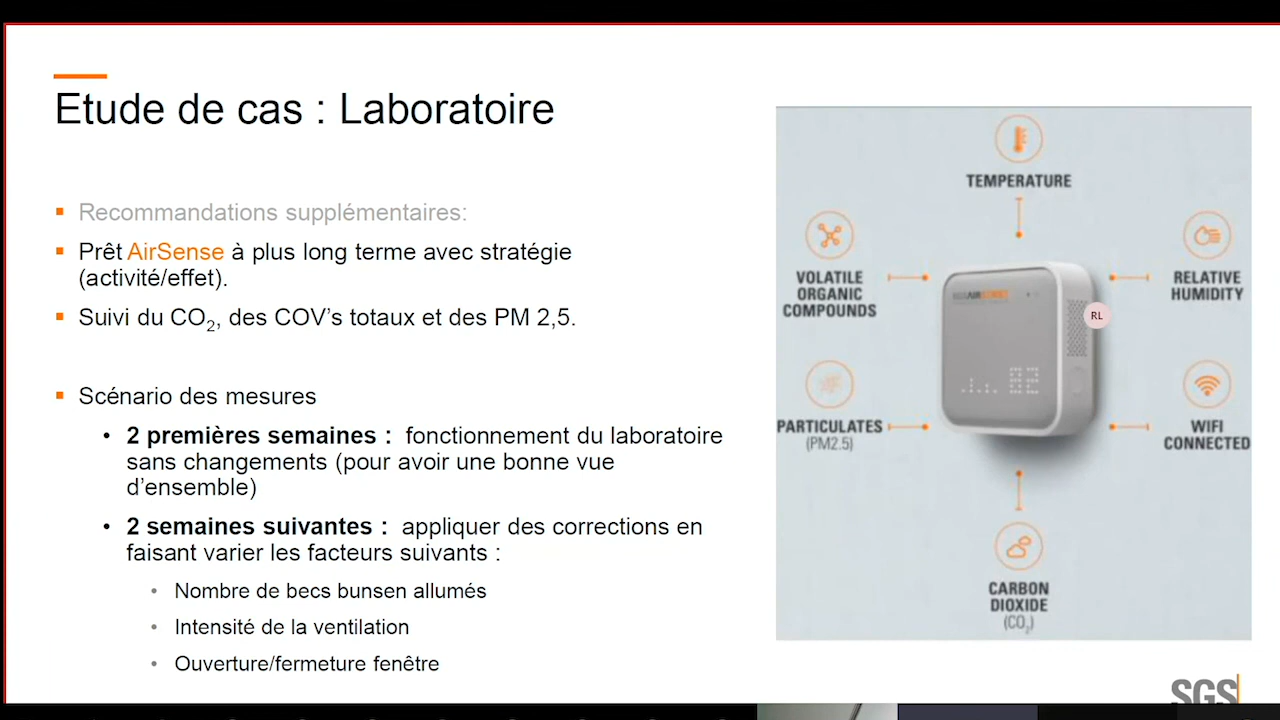 Etude de cas : Laboratoire
Recommandations supplémentaires:
Prêt AirSense à plus long terme avec stratégie
(activité/effet).
Suivi du CO2, des COV’s totaux et des PM 2,5.
Scénario des mesures
2 premières semaines : fonctionnement du laboratoire
sans changements (pour avoir une bonne vue
d’ensemble)
2 semaines suivantes : appliquer des corrections en
faisant varier les facteurs suivants :
Nombre de becs bunsen allumés
Intensité de la ventilation
Ouverture/fermeture fenêtre
TEMPERATURE
VOLATILE
ORGANIC
COMPOUNDS
RELATIVE
HUMIDITY
RL
82
PARTICULATES
(PM2.5)
WIFI
CONNECTED
CARBON
DIOXIDE
(CO2)
SGS